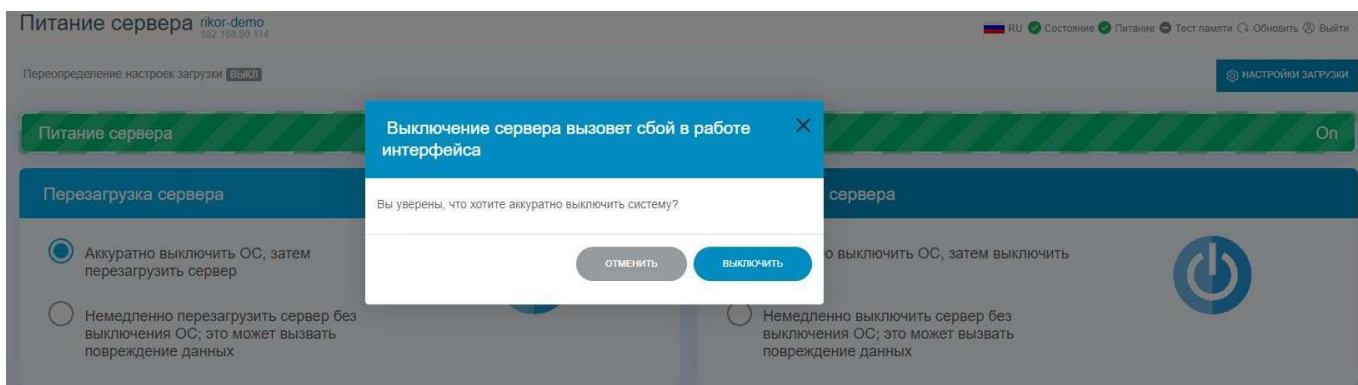 Питание сервера rikor-demo
192.168.90.114
RU Состояние Питание Тест памяти Обновить Выйти
Переопределение настроек загрузки ВЫКЛ
НАСТРОЙКИ ЗАГРУЗКИ
Питание сервера
On
Выключение сервера вызовет сбой в работе
интерфейса
Вы уверены, что хотите аккуратно выключить систему?
ОТМЕНИТЬ ВЫКЛЮЧИТЬ
Перезагрузка сервера
Аккуратно выключить ОС, затем
перезагрузить сервер
Немедленно перезагрузить сервер без
выключения ОС; это может вызвать
повреждение данных
сервера
о выключить ОС, затем выключить
Немедленно выключить сервер без
выключения ОС; это может вызвать
повреждение данных